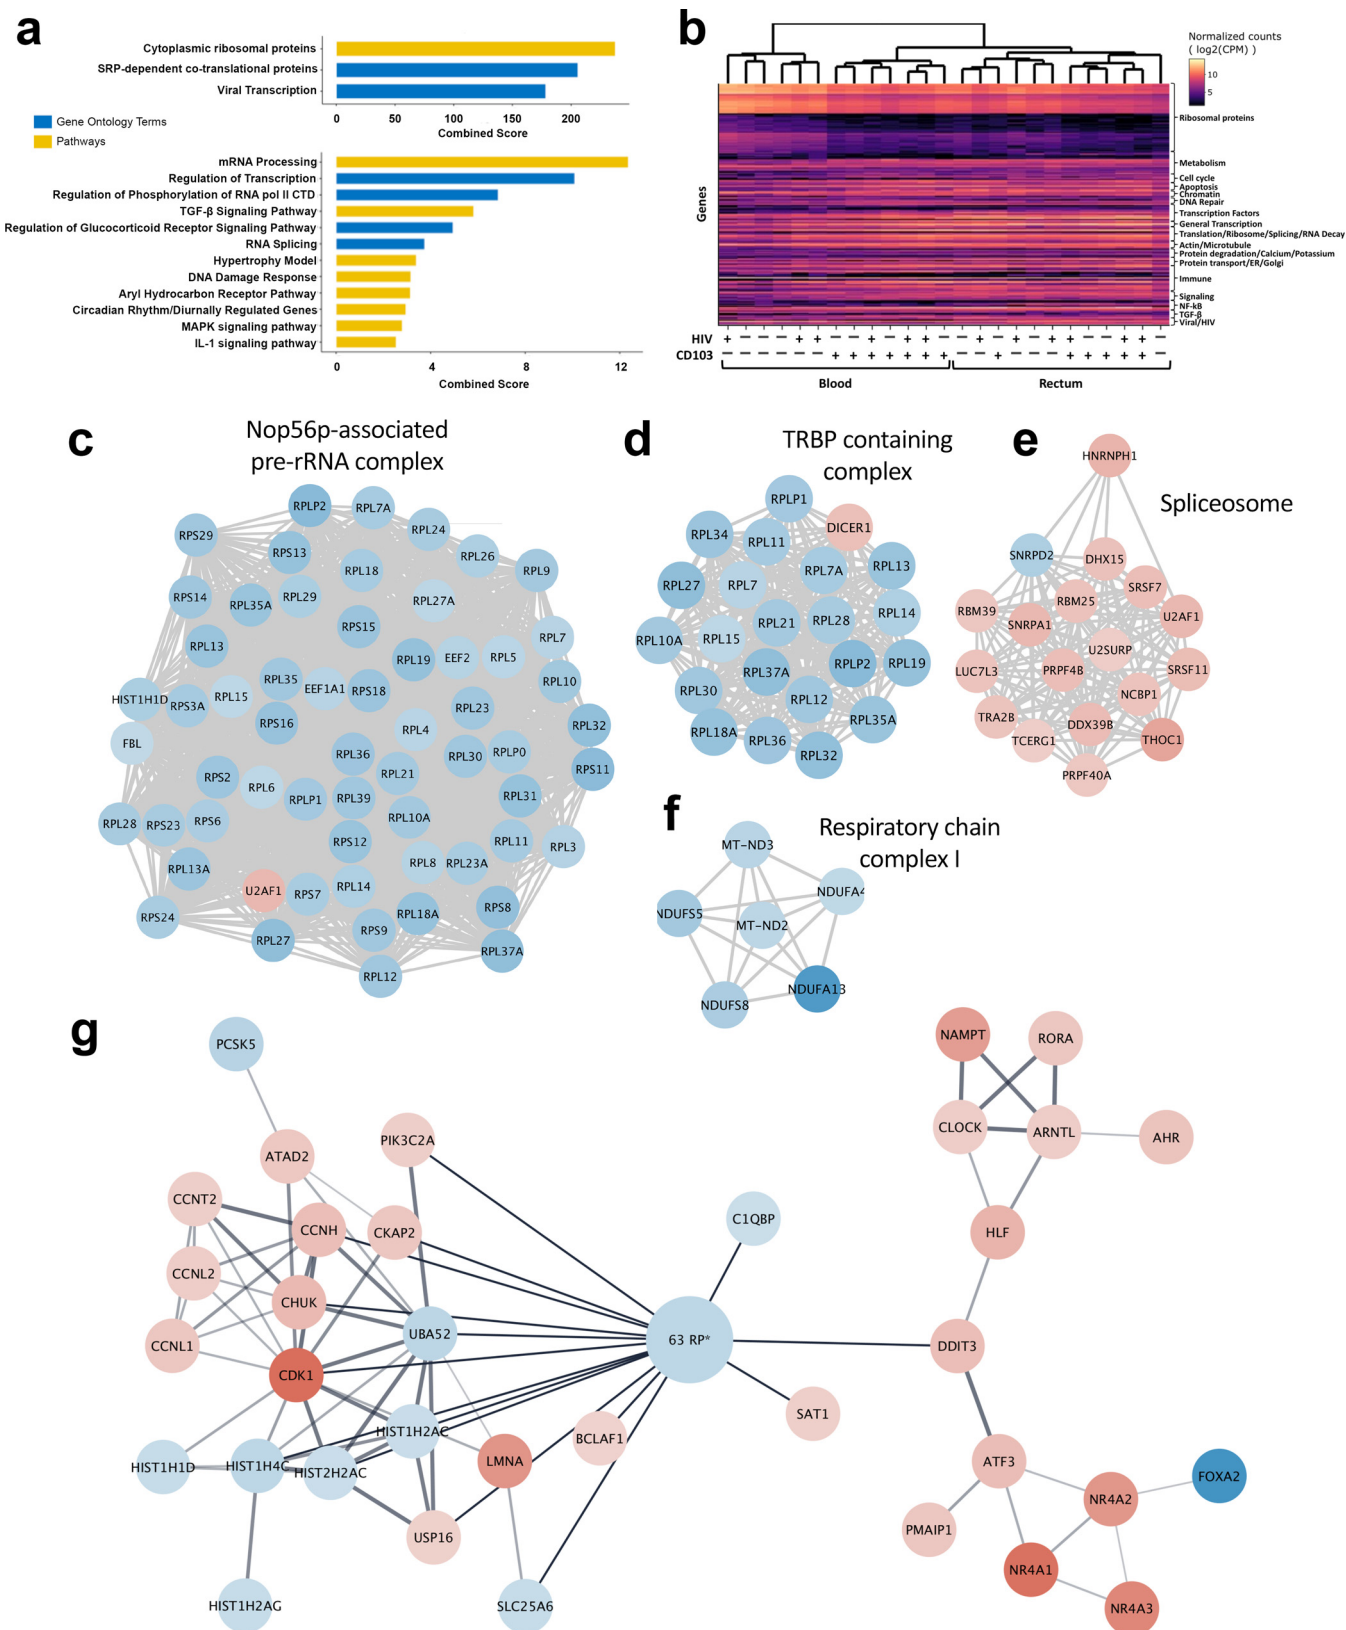 a
Cytoplasmic ribosomal proteins
SRP-dependent co-translational proteins
Viral Transcription
0 50 100 150 200
Combined Score
Gene Ontology Terms
Pathways
mRNA Processing
Regulation of Transcription
Regulation of Phosphorylation of RNA pol II CTD
TGF-β Signaling Pathway
Regulation of Glucocorticoid Receptor Signaling Pathway
RNA Splicing
Hypertrophy Model
DNA Damage Response
Aryl Hydrocarbon Receptor Pathway
Circadian Rhythm/Diurnally Regulated Genes
MAPK signaling pathway
IL-1 signaling pathway
0 4 8 12
Combined Score
b
Normalized counts
( log2(CPM) )
10
5
Genes
Ribosomal proteins
Metabolism
Cell cycle
Apoptosis
Chromatin
DNA Repair
Transcription Factors
General Transcription
Translation/Ribosome/Splicing/RNA Decay
Actin/Microtubule
Protein degradation/Calcium/Potassium
Protein transport/ER/Golgi
Immune
Signaling
NF-kB
TGF-β
Viral/HIV
HIV + − − − + + − − + − + + − − + − + − + + − + + − −
CD103 − − − − − − + + + + + + + − − + − − − + + + + + −
Blood Rectum
c
Nop56p-associated
pre-rRNA complex
RPLP2
RPL7A
RPS29
RPL24
RPS13
RPL26
RPL18
RPL9
RPS14
RPL35A
RPL29
RPL27A
RPS15
RPL13
RPL7
RPL19
EEF2
RPL5
RPL35
EEF1A1
RPS18
RPL10
HIST1H1D
RPS3A
RPL15
RPL23
RPS16
RPL32
FBL
RPL4
RPL36
RPL30
RPLP0
RPS2
RPL6
RPL21
RPS11
RPLP1
RPL39
RPL31
RPL28
RPS23
RPS6
RPL10A
RPS12
RPL11
RPL3
RPL13A
RPL8
RPL23A
U2AF1
RPS7
RPL14
RPS24
RPL18A
RPS8
RPL27
RPS9
RPL37A
RPL12
d
TRBP containing
complex
RPLP1
DICER1
RPL34
RPL11
RPL7A
RPL13
RPL27
RPL7
RPL14
RPL21
RPL28
RPL10A
RPL15
RPL37A
RPLP2
RPL19
RPL30
RPL12
RPL35A
RPL18A
RPL36
RPL32
e
Spliceosome
HNRNPH1
SNRPD2
DHX15
SRSF7
RBM39
RBM25
U2AF1
SNRPA1
U2SURP
LUC7L3
PRPF4B
SRSF11
NCBP1
TRA2B
DDX39B
TCERG1
THOC1
PRPF40A
f
Respiratory chain
complex I
MT-ND3
NDUFA4
NDUFS5
MT-ND2
NDUFA13
NDUFS8
g
PCSK5
PIK3C2A
ATAD2
CCNT2
CCNH
CKAP2
CCNL2
CHUK
UBA52
CCNL1
CDK1
HIST1H2AC
HIST1H1D
HIST1H4C
HIST2H2AC
LMNA
BCLAF1
USP16
HIST1H2AG
SLC25A6
63 RP*
C1QBP
SAT1
NAMPT
RORA
CLOCK
ARNTL
AHR
HLF
DDIT3
ATF3
FOXA2
NR4A2
PMAIP1
NR4A1
NR4A3